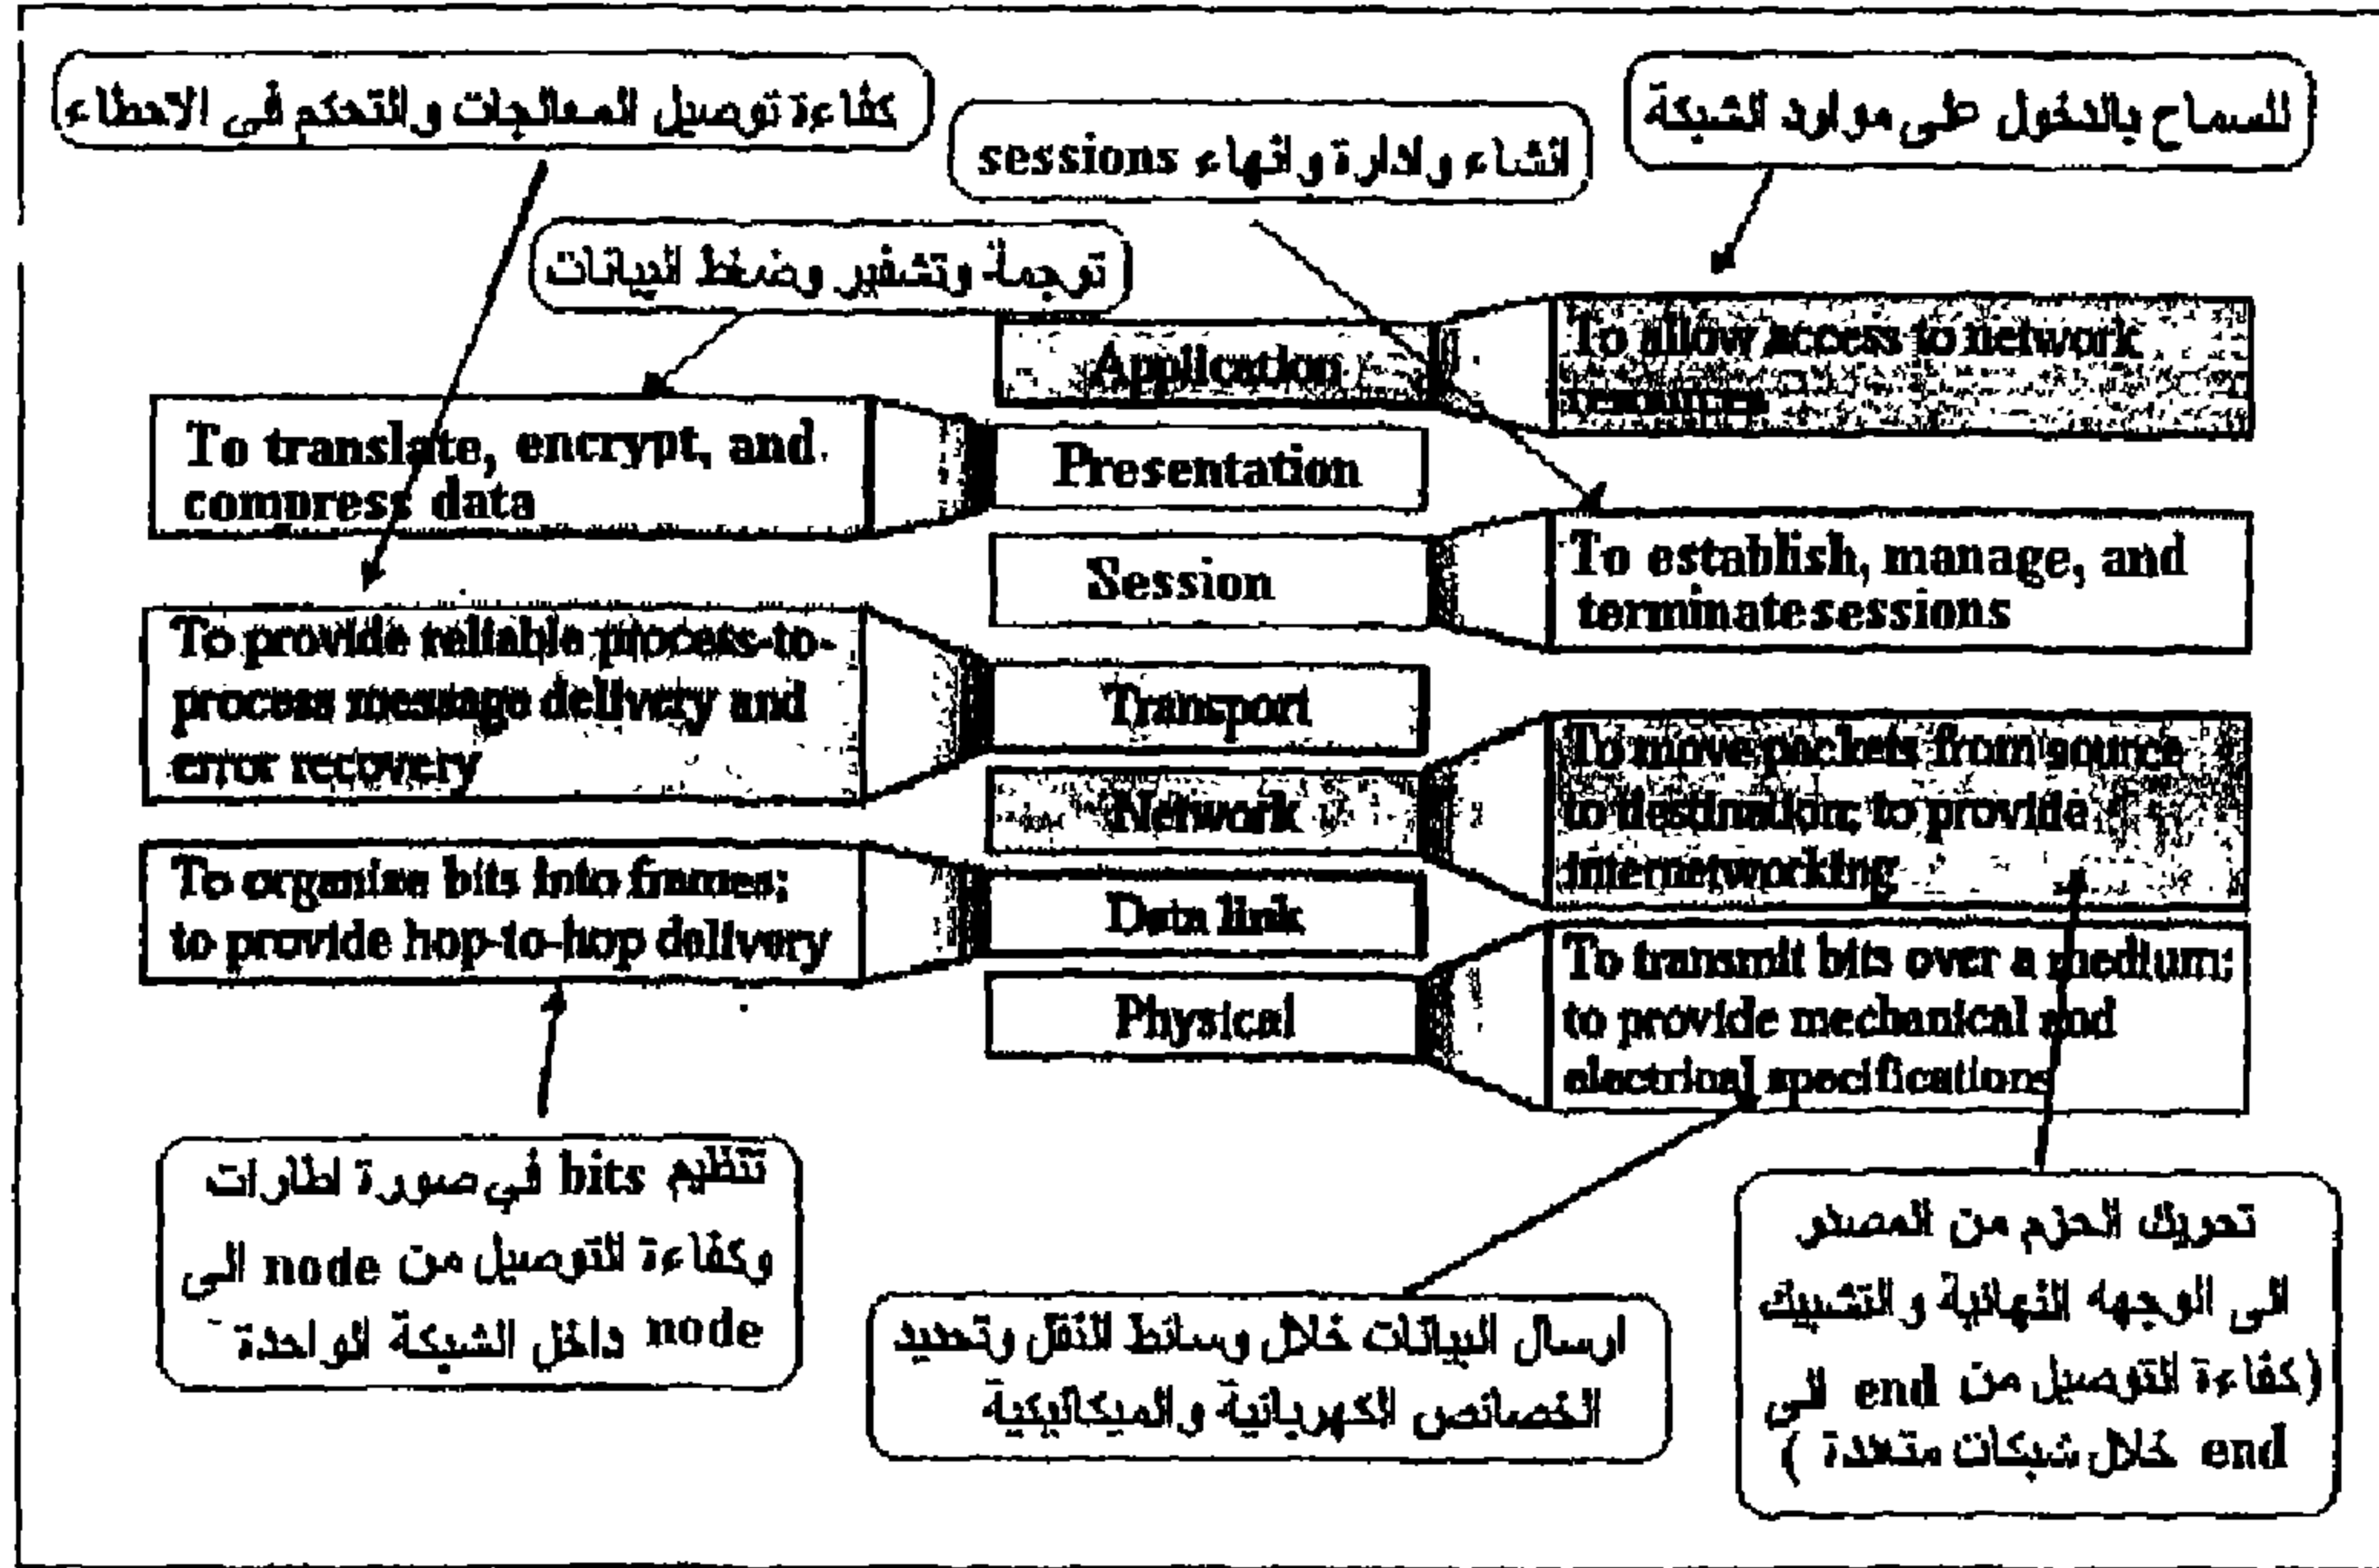 كفاءة توصيل المعالجات والتحكم فى الاخطاء
انشاء وادارة وانهاء sessions
للسماح بالدخول على موارد الشبكة
ترجمة وتشفير وضغط البيانات
Application
To allow access to network
resources
To translate, encrypt, and
compress data
Presentation
Session
To establish, manage, and
terminate sessions
To provide reliable process-to-
process message delivery and
error recovery
Transport
Network
To move packets from source
to destination; to provide
internetworking
To organize bits into frames;
to provide hop-to-hop delivery
Data link
Physical
To transmit bits over a medium;
to provide mechanical and
electrical specifications
تنظيم bits في صورة اطارات
وكفاءة التوصيل من node الى
node داخل الشبكة الواحدة
ارسال البيانات خلال وسائط النقل وتحديد
الخصائص الكهربائية والميكانيكية
تحريك الحزم من المصدر
الى الوجهه النهائية والتشبيك
(كفاءة التوصيل من end الى
end خلال شبكات متعددة )